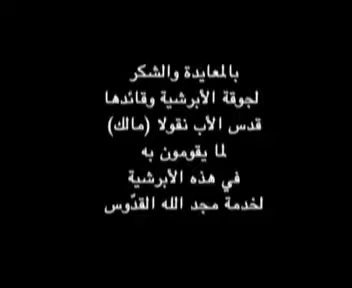 بالمعايدة والشكر
لجوقة الأبرشية وقائدها
قدس الأب نقولا (مالك)
لما يقومون به
في هذه الأبرشية
لخدمة مجد الله القدّوس